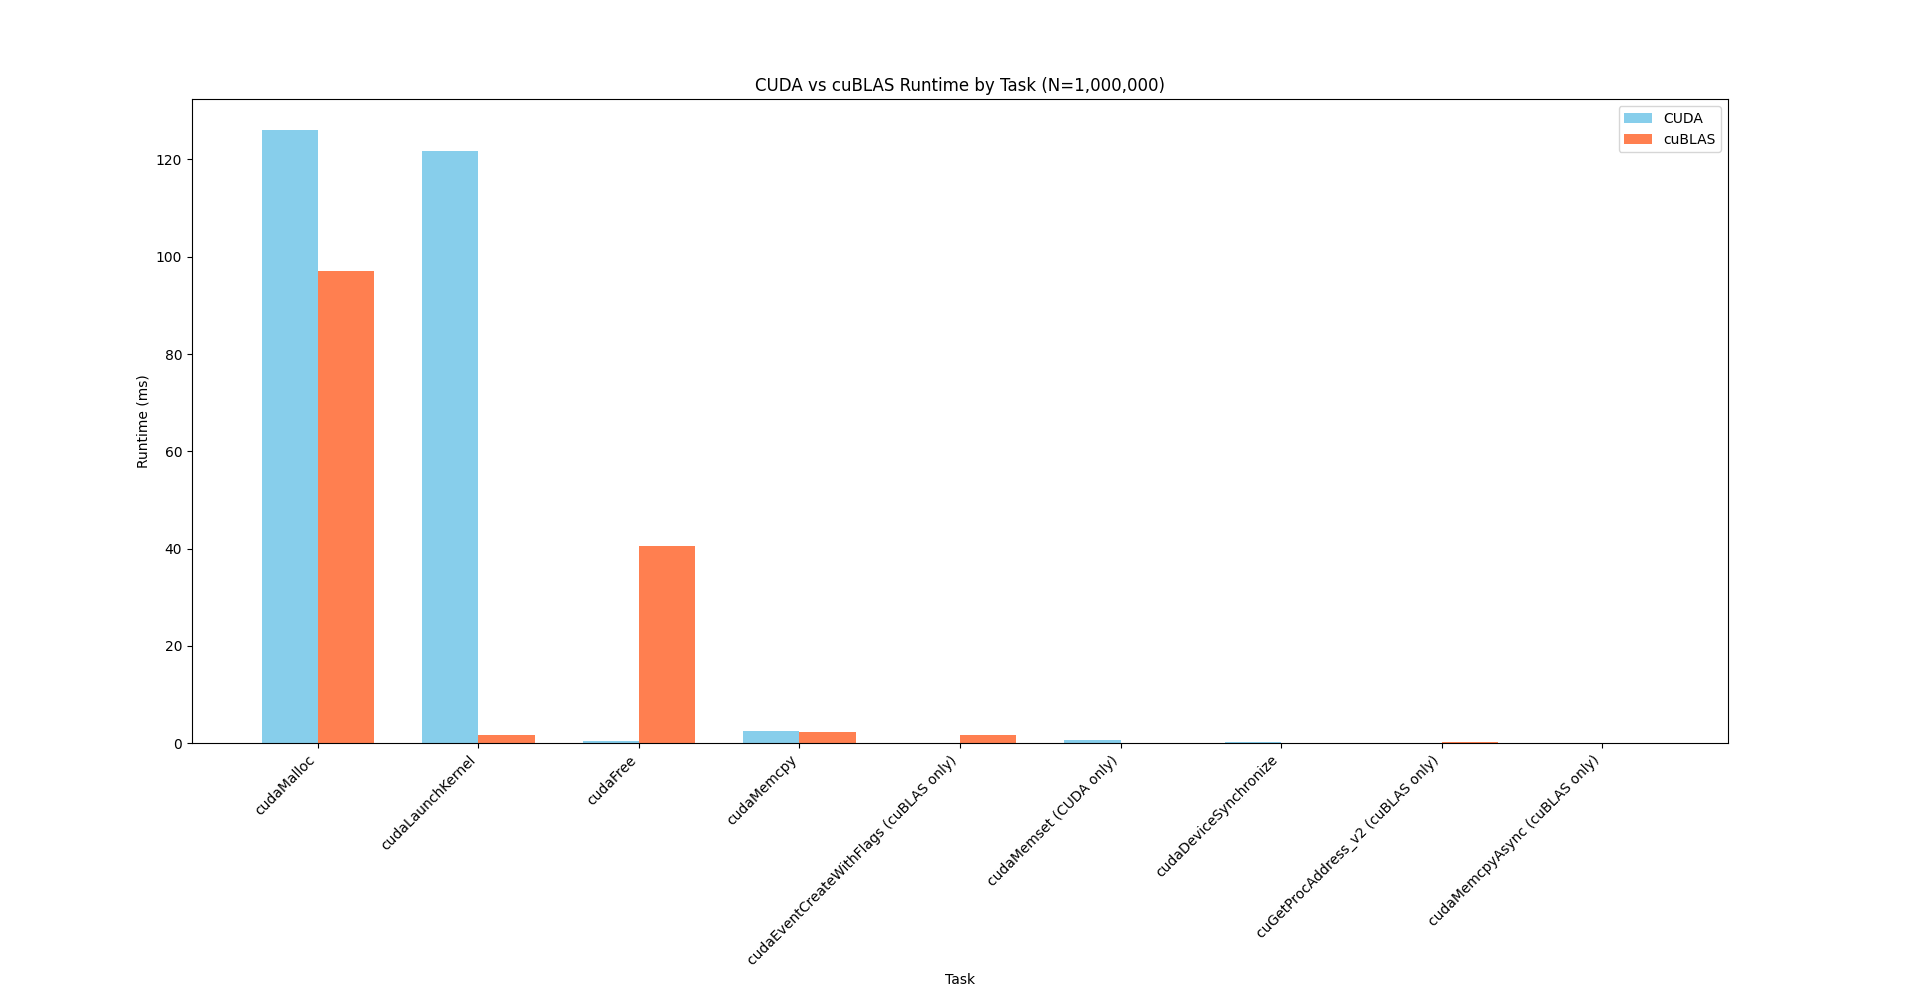 CUDA vs cuBLAS Runtime by Task (N=1,000,000)
CUDA
cuBLAS
Runtime (ms)
120
100
80
60
40
20
0
cudaMalloc
cudaLaunchKernel
cudaFree
cudaMemcpy
cudaEventCreateWithFlags (cuBLAS only)
cudaMemset (CUDA only)
cudaDeviceSynchronize
cuGetProcAddress_v2 (cuBLAS only)
cudaMemcpyAsync (cuBLAS only)
Task